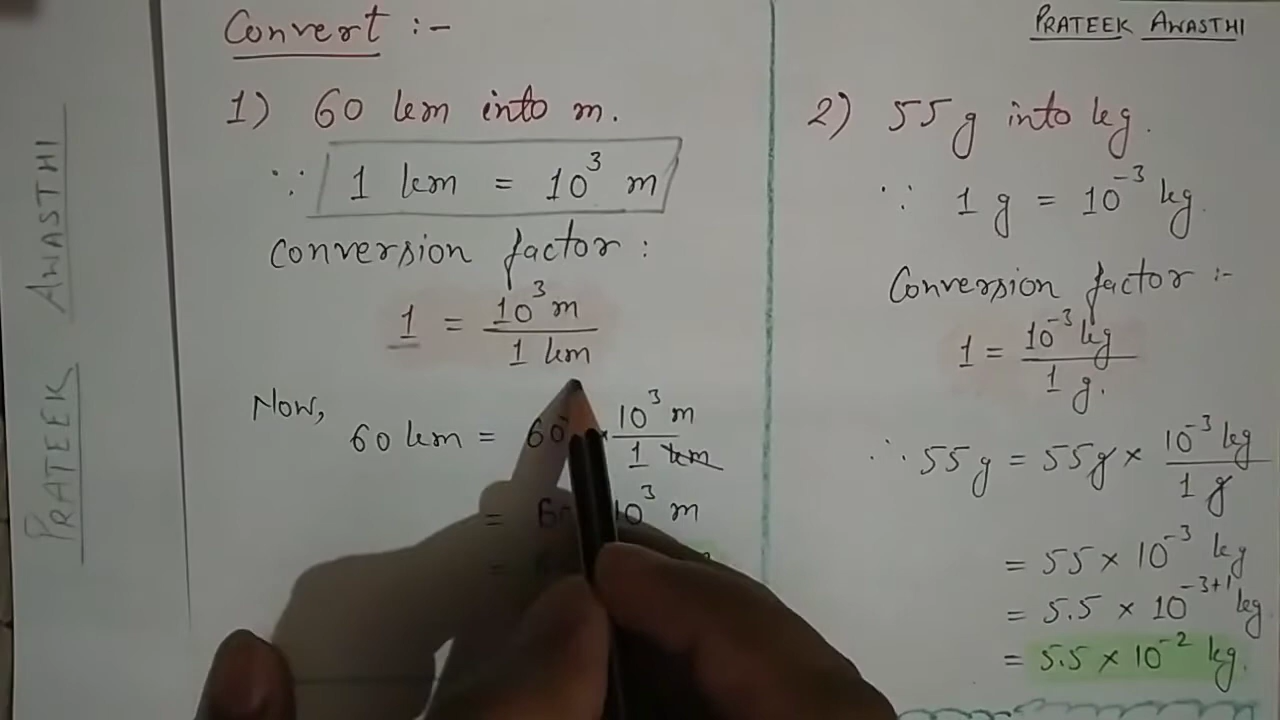 PRATEEK AWASTHI
Convert :-
1) 60 km into m.
∵ 1 km = 10³ m
Conversion factor :
1 = 10³ m / 1 km
Now,
60 km = 60 × 10³ m / 1 km
= 10³ m
=
PRATEEK AWASTHI
2) 55 g into kg.
∵ 1 g = 10⁻³ kg.
Conversion factor :-
1 = 10⁻³ kg / 1 g.
∴ 55 g = 55 g × 10⁻³ kg / 1 g
= 55 × 10⁻³ kg
= 5.5 × 10⁻³⁺¹ kg
= 5.5 × 10⁻² kg.